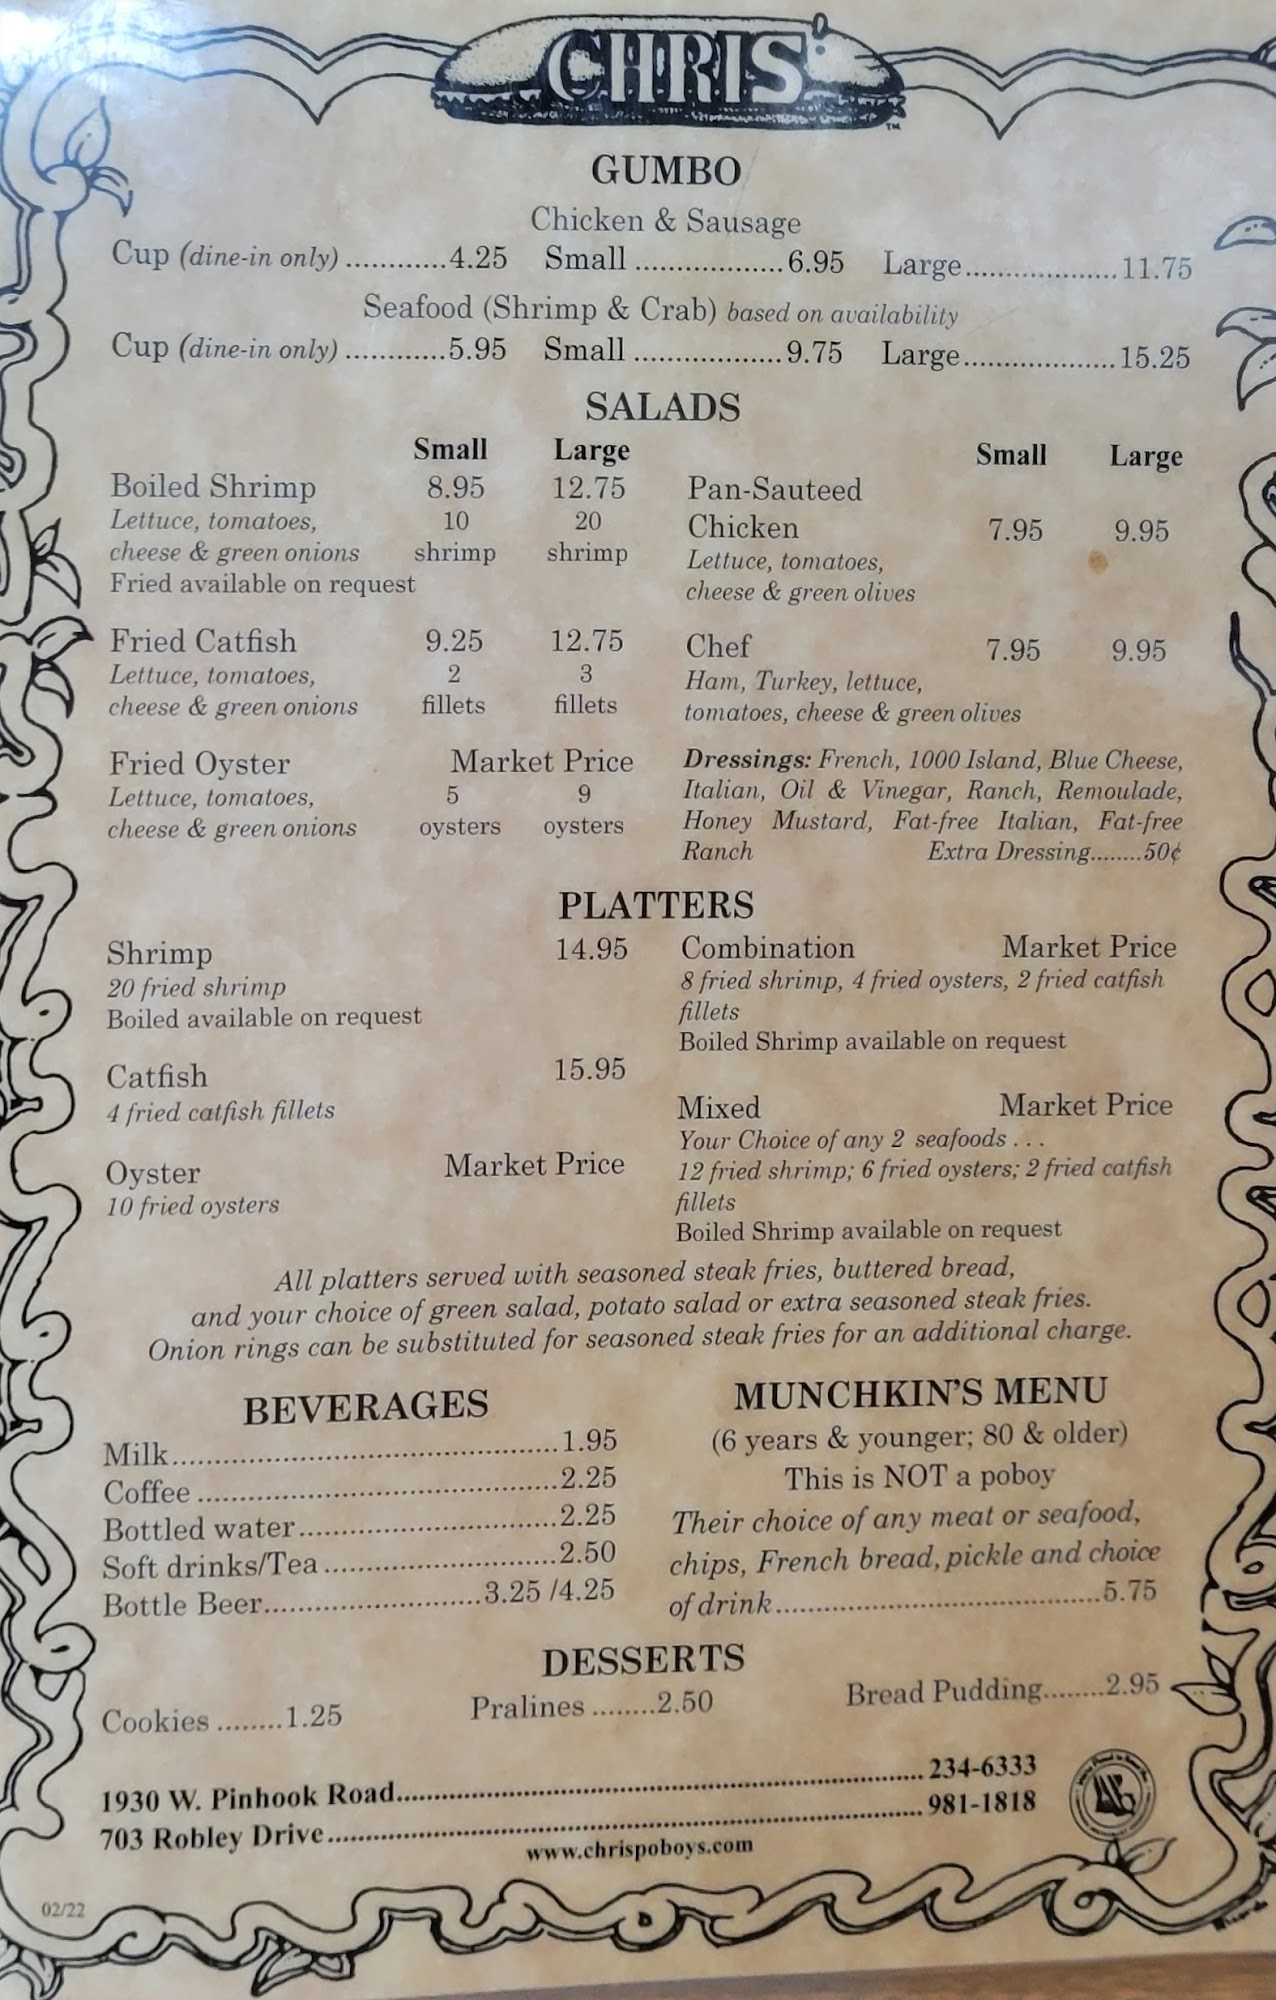 CHRIS'
TM
GUMBO
Chicken & Sausage
Cup (dine-in only) ............4.25 Small ..................6.95 Large...................11.75
Seafood (Shrimp & Crab) based on availability
Cup (dine-in only) ............5.95 Small ..................9.75 Large...................15.25
SALADS
Small Large
Boiled Shrimp 8.95 12.75
Lettuce, tomatoes, 10 20
cheese & green onions shrimp shrimp
Fried available on request
Fried Catfish 9.25 12.75
Lettuce, tomatoes, 2 3
cheese & green onions fillets fillets
Fried Oyster Market Price
Lettuce, tomatoes, 5 9
cheese & green onions oysters oysters
Small Large
Pan-Sauteed
Chicken 7.95 9.95
Lettuce, tomatoes,
cheese & green olives
Chef 7.95 9.95
Ham, Turkey, lettuce,
tomatoes, cheese & green olives
Dressings: French, 1000 Island, Blue Cheese,
Italian, Oil & Vinegar, Ranch, Remoulade,
Honey Mustard, Fat-free Italian, Fat-free
Ranch Extra Dressing........50¢
PLATTERS
Shrimp 14.95
20 fried shrimp
Boiled available on request
Catfish 15.95
4 fried catfish fillets
Oyster Market Price
10 fried oysters
Combination Market Price
8 fried shrimp, 4 fried oysters, 2 fried catfish
fillets
Boiled Shrimp available on request
Mixed Market Price
Your Choice of any 2 seafoods . . .
12 fried shrimp; 6 fried oysters; 2 fried catfish
fillets
Boiled Shrimp available on request
All platters served with seasoned steak fries, buttered bread,
and your choice of green salad, potato salad or extra seasoned steak fries.
Onion rings can be substituted for seasoned steak fries for an additional charge.
BEVERAGES
Milk..............................................1.95
Coffee ...........................................2.25
Bottled water...............................2.25
Soft drinks/Tea............................2.50
Bottle Beer..........................3.25 /4.25
MUNCHKIN'S MENU
(6 years & younger; 80 & older)
This is NOT a poboy
Their choice of any meat or seafood,
chips, French bread, pickle and choice
of drink.......................................5.75
DESSERTS
Cookies ........1.25 Pralines ........2.50 Bread Pudding........2.95
1930 W. Pinhook Road.................................................................. 234-6333
703 Robley Drive........................................................................... 981-1818
www.chrispoboys.com
02/22